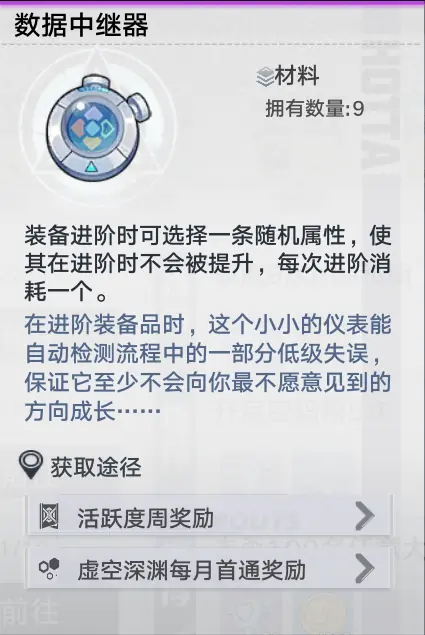 数据中继器
材料
拥有数量:9
HOTTA
装备进阶时可选择一条随机属性，使
其在进阶时不会被提升，每次进阶消
耗一个。
在进阶装备品时，这个小小的仪表能
自动检测流程中的一部分低级失误，
保证它至少不会向你最不愿意见到的
方向成长……
获取途径
活跃度周奖励
虚空深渊每月首通奖励
前往